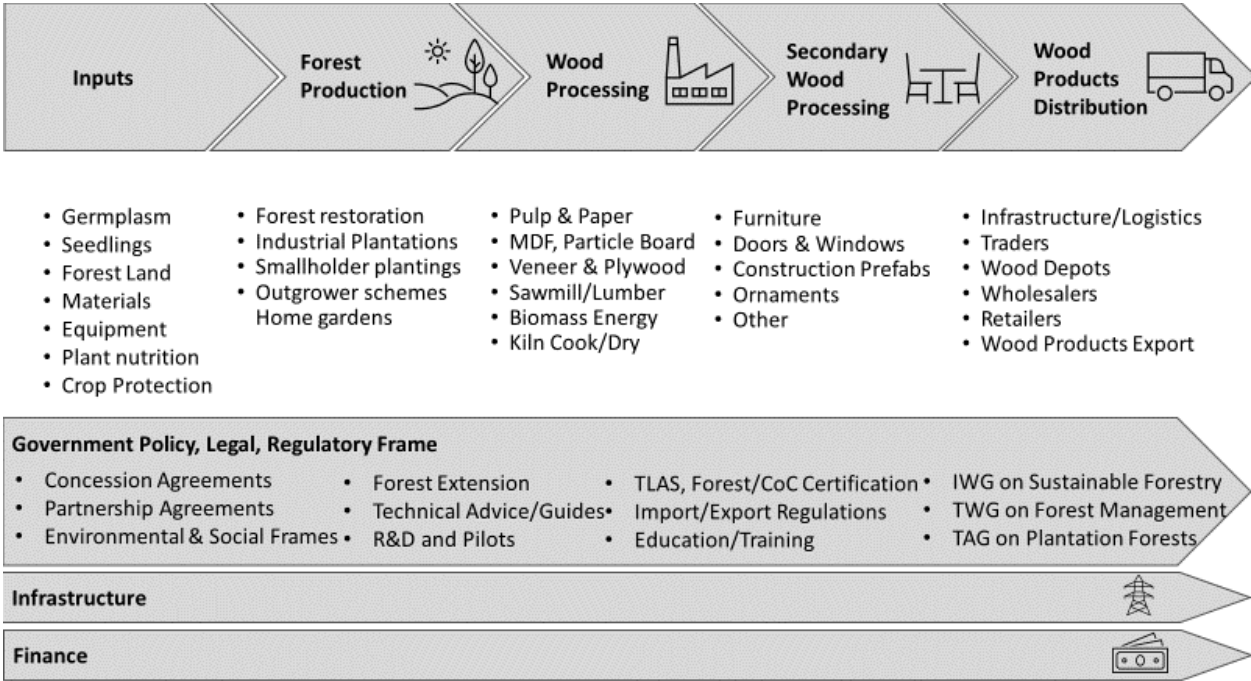 Inputs
Forest
Production
Wood
Processing
Secondary
Wood
Processing
Wood
Products
Distribution
• Germplasm
• Seedlings
• Forest Land
• Materials
• Equipment
• Plant nutrition
• Crop Protection
• Forest restoration
• Industrial Plantations
• Smallholder plantings
• Outgrower schemes
Home gardens
• Pulp & Paper
• MDF, Particle Board
• Veneer & Plywood
• Sawmill/Lumber
• Biomass Energy
• Kiln Cook/Dry
• Furniture
• Doors & Windows
• Construction Prefabs
• Ornaments
• Other
• Infrastructure/Logistics
• Traders
• Wood Depots
• Wholesalers
• Retailers
• Wood Products Export
Government Policy, Legal, Regulatory Frame
• Concession Agreements
• Partnership Agreements
• Environmental & Social Frames
• Forest Extension
• Technical Advice/Guides
• R&D and Pilots
• TLAS, Forest/CoC Certification
• Import/Export Regulations
• Education/Training
• IWG on Sustainable Forestry
• TWG on Forest Management
• TAG on Plantation Forests
Infrastructure
Finance